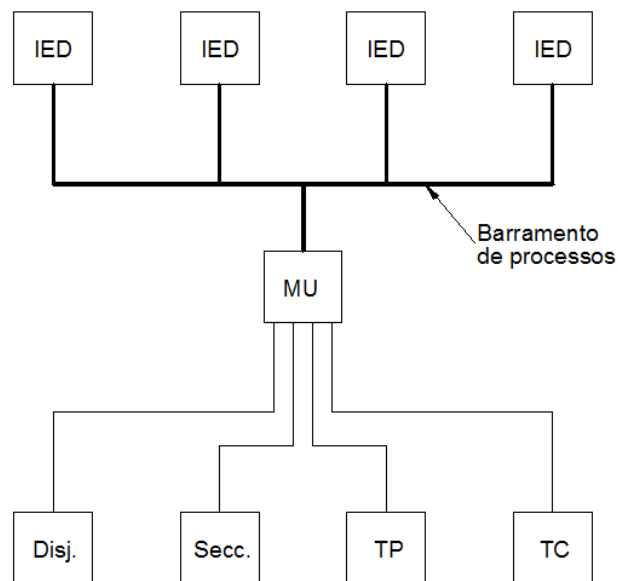 IED
IED
IED
IED
Barramento
de processos
MU
Disj.
Secc.
TP
TC